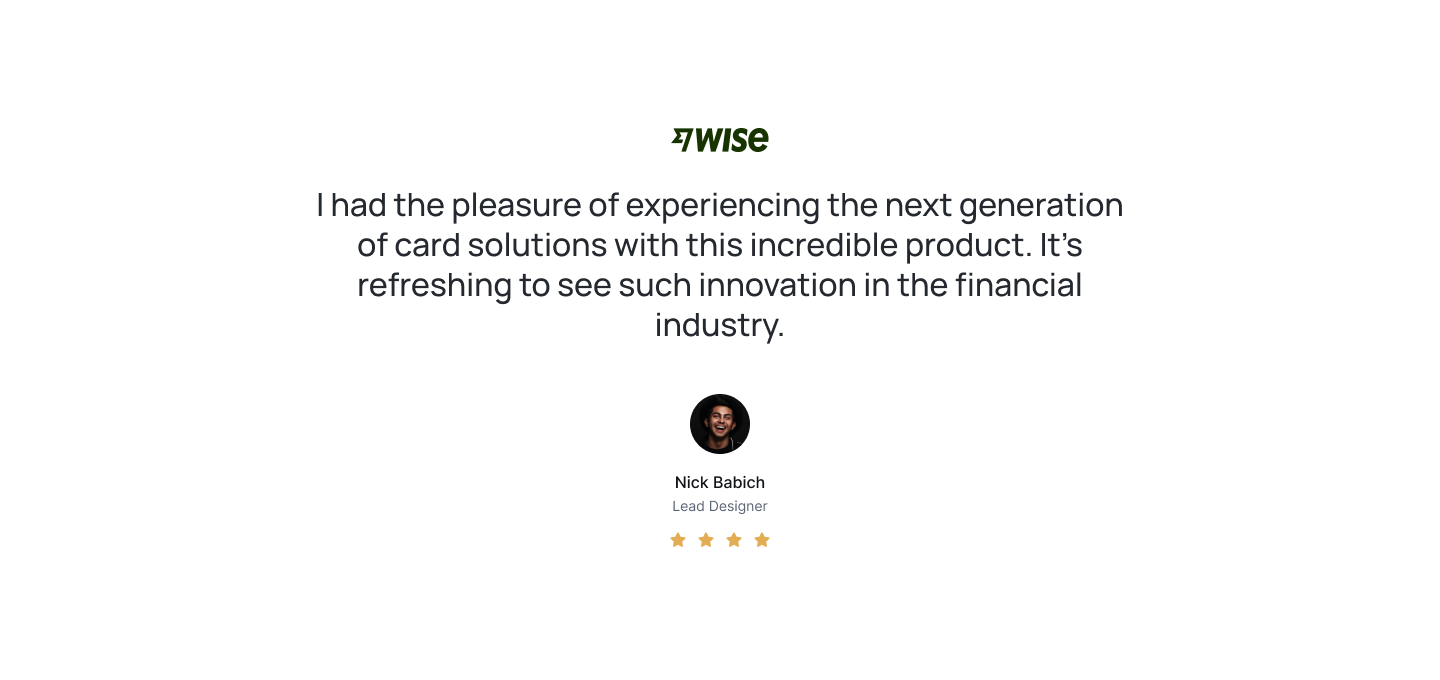 wise
I had the pleasure of experiencing the next generation
of card solutions with this incredible product. It’s
refreshing to see such innovation in the financial
industry.
Nick Babich
Lead Designer